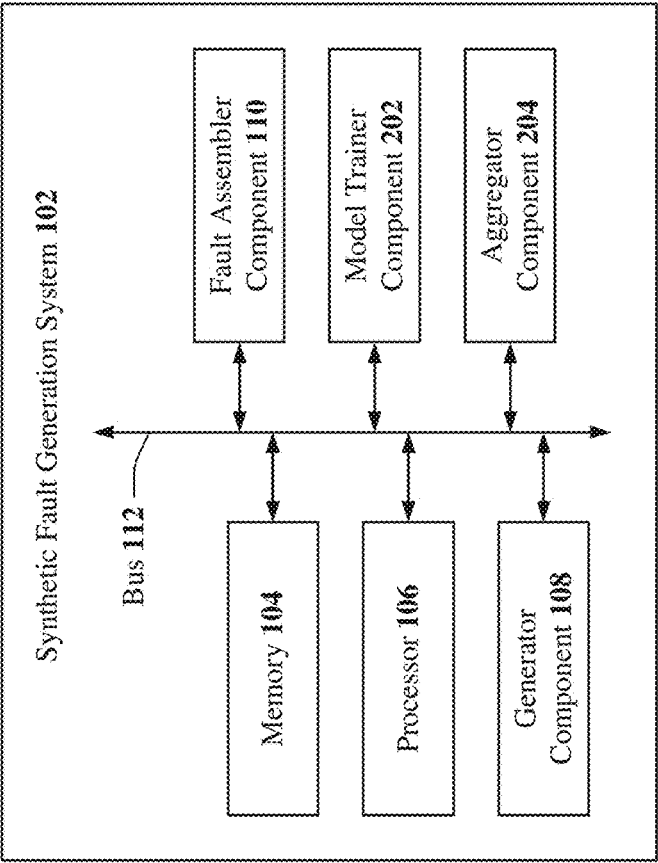 Synthetic Fault Generation System 102
Bus 112
Memory 104
Processor 106
Generator
Component 108
Fault Assembler
Component 110
Model Trainer
Component 202
Aggregator
Component 204